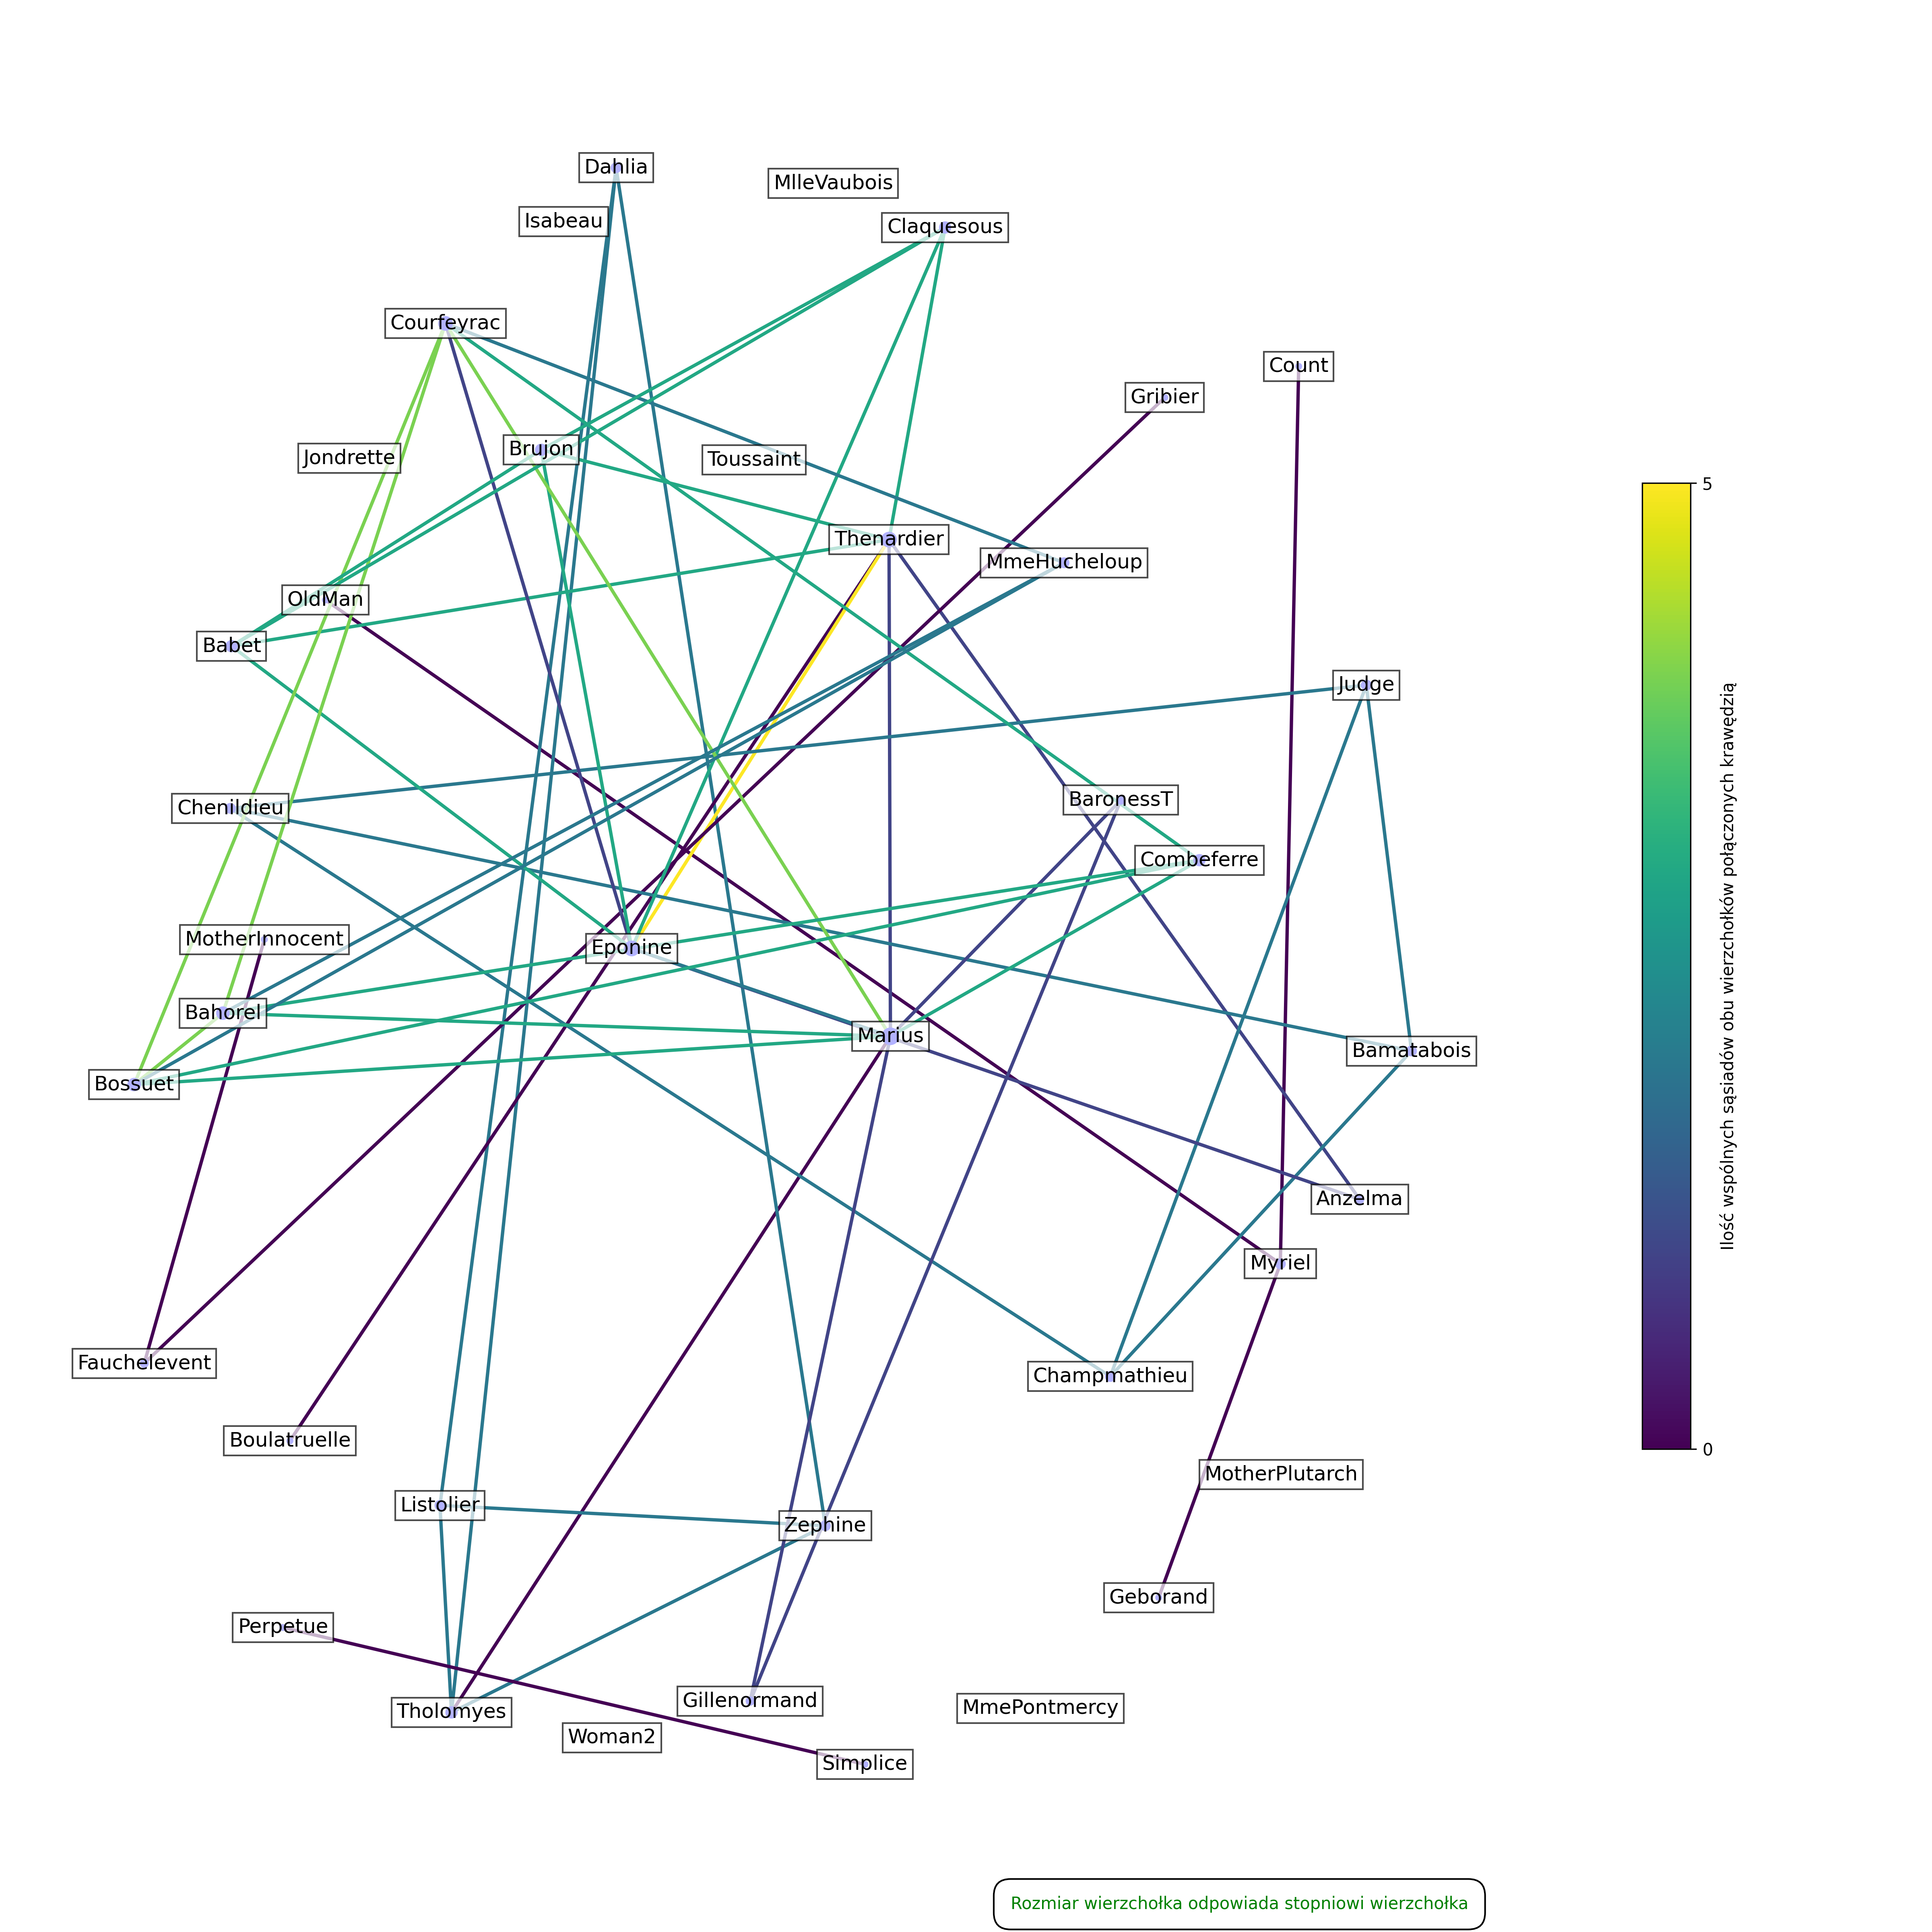 Dahlia
MlleVaubois
Isabeau
Claquesous
Courfeyrac
Count
Gribier
Brujon
Jondrette
Toussaint
5
Thenardier
MmeHucheloup
OldMan
Babet
Judge
BaronessT
Chenildieu
Combeferre
Ilość wspólnych sąsiadów obu wierzchołków połączonych krawędzią
MotherInnocent
Eponine
Bahorel
Marius
Bamatabois
Bossuet
Anzelma
Myriel
Fauchelevent
Champmathieu
Boulatruelle
0
MotherPlutarch
Listolier
Zephine
Geborand
Perpetue
Gillenormand
MmePontmercy
Tholomyes
Woman2
Simplice
Rozmiar wierzchołka odpowiada stopniowi wierzchołka